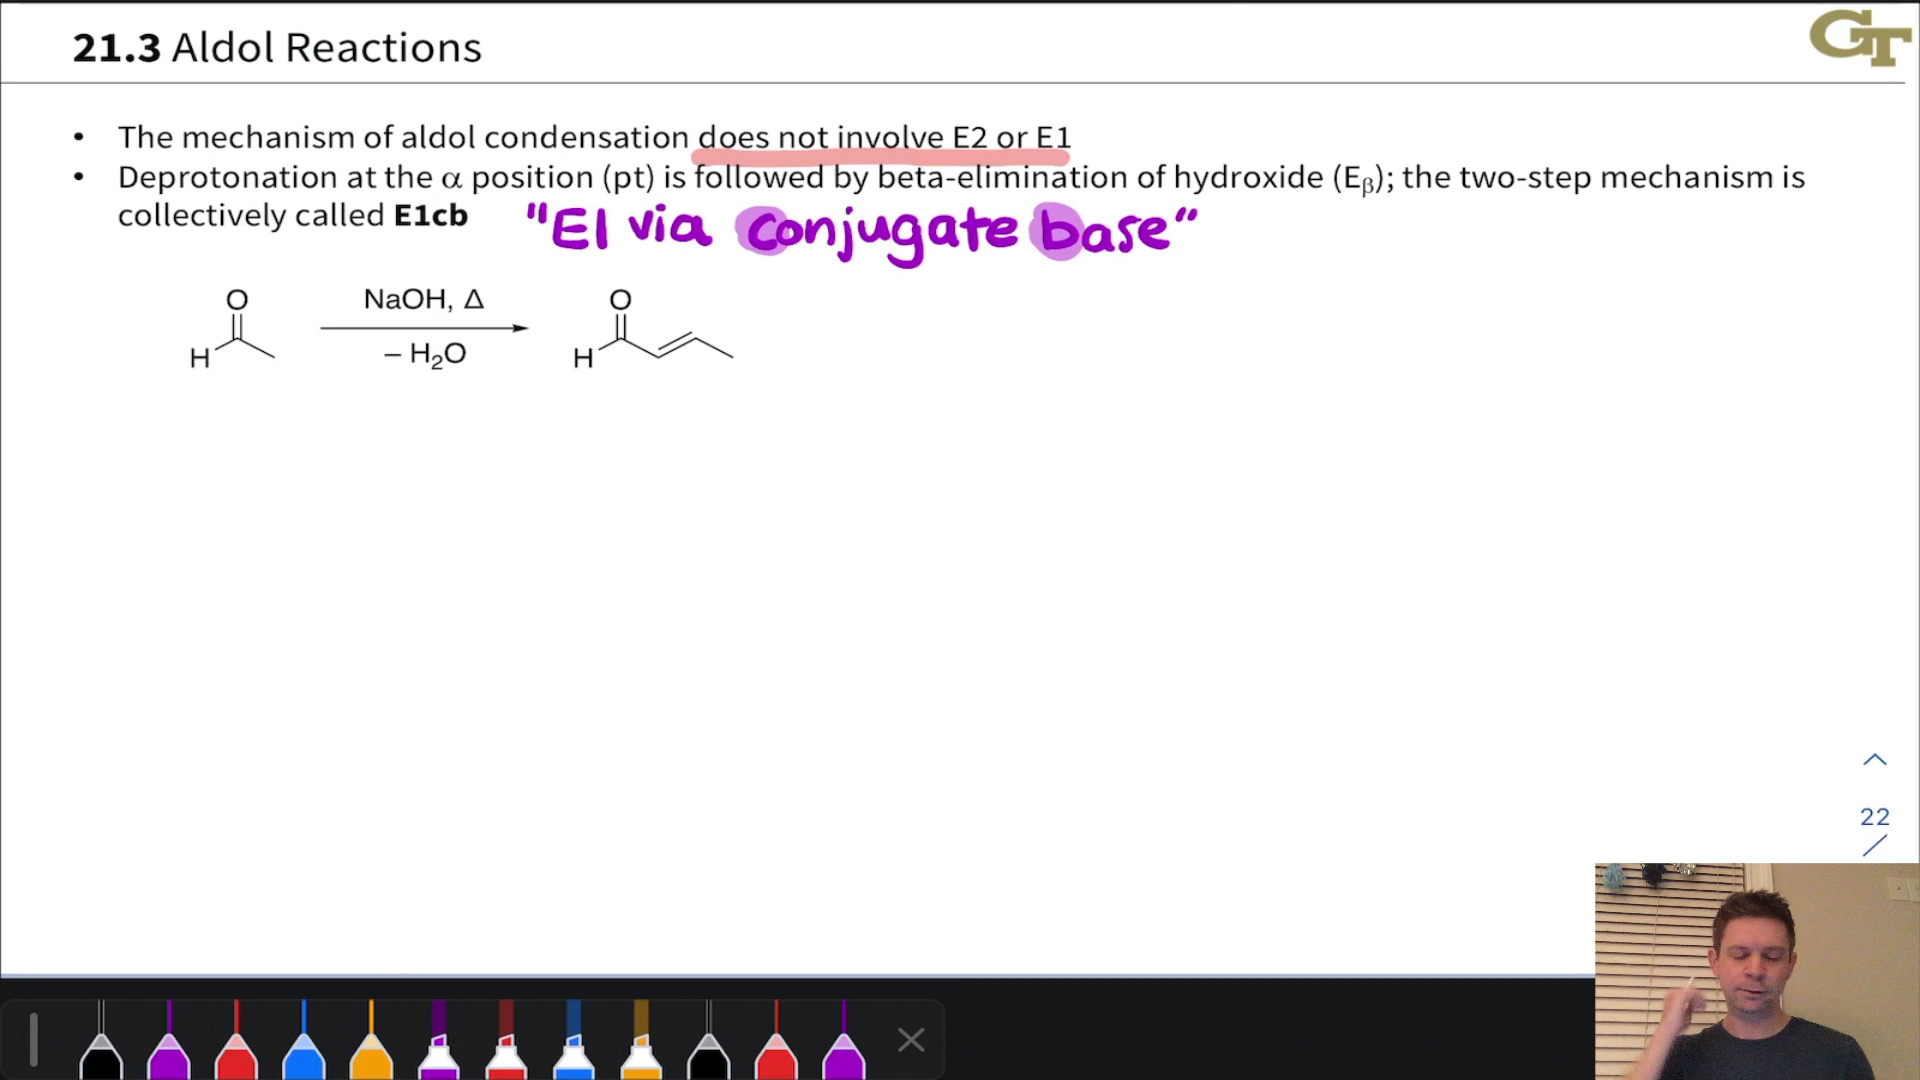 GT
21.3 Aldol Reactions
• The mechanism of aldol condensation does not involve E2 or E1
• Deprotonation at the α position (pt) is followed by beta-elimination of hydroxide (Eβ); the two-step mechanism is
collectively called E1cb "E1 via conjugate base"
O NaOH, Δ O
H – H₂O H
22